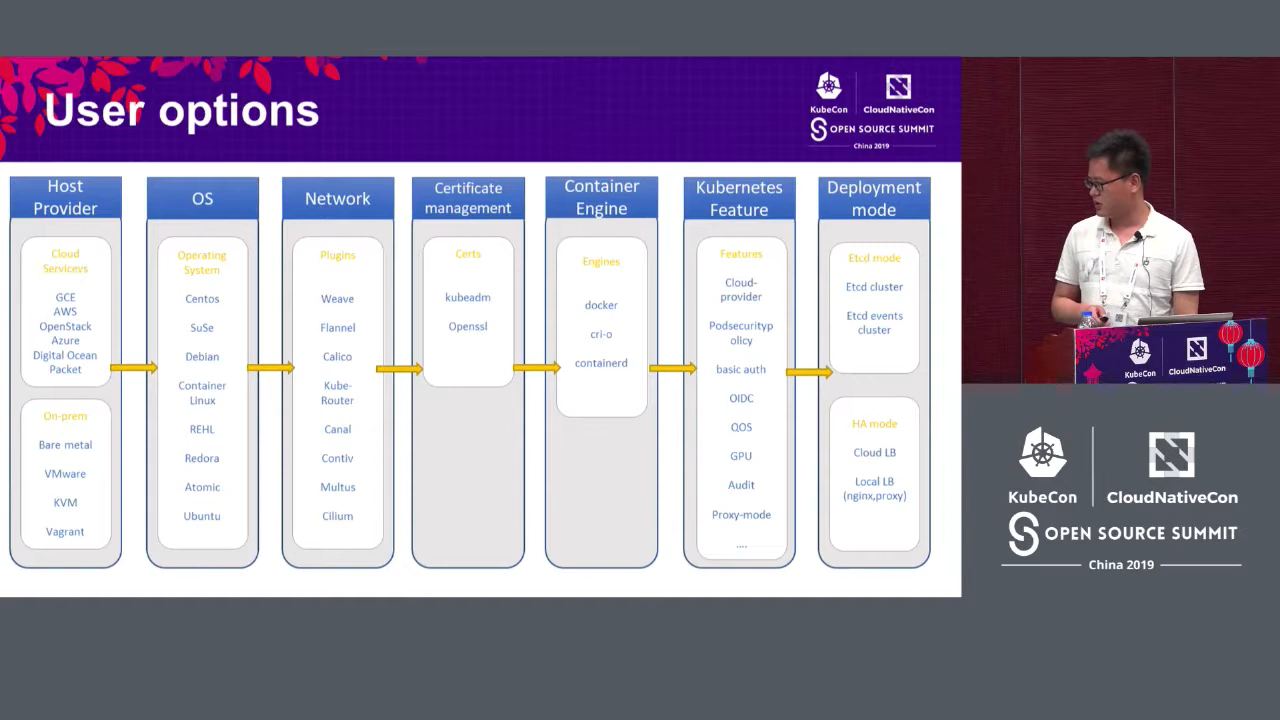 User options
KubeCon
CloudNativeCon
OPEN SOURCE SUMMIT
China 2019
Host
Provider
Cloud
Servicevs
GCE
AWS
OpenStack
Azure
Digital Ocean
Packet
On-prem
Bare metal
VMware
KVM
Vagrant
OS
Operating
System
Centos
SuSe
Debian
Container
Linux
REHL
Redora
Atomic
Ubuntu
Network
Plugins
Weave
Flannel
Calico
Kube-
Router
Canal
Contiv
Multus
Cilium
Certificate
management
Certs
kubeadm
Openssl
Container
Engine
Engines
docker
cri-o
containerd
Kubernetes
Feature
Features
Cloud-
provider
Podsecurityp
olicy
basic auth
OIDC
QOS
GPU
Audit
Proxy-mode
....
Deployment
mode
Etcd mode
Etcd cluster
Etcd events
cluster
HA mode
Cloud LB
Local LB
(nginx,proxy)
KubeCon
CloudNativeCon
KubeCon
CloudNativeCon
OPEN SOURCE SUMMIT
China 2019